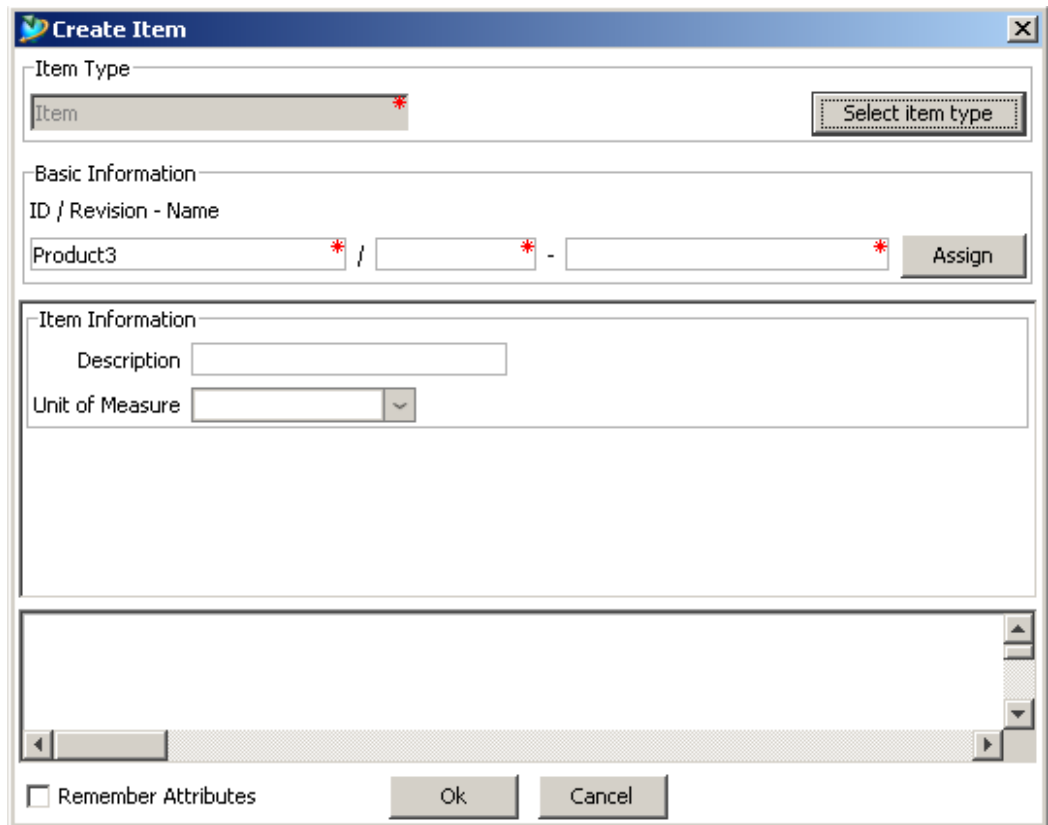 Create Item
Item Type
Item * Select item type
Basic Information
ID / Revision - Name
Product3 * / * - * Assign
Item Information
Description
Unit of Measure
Remember Attributes Ok Cancel